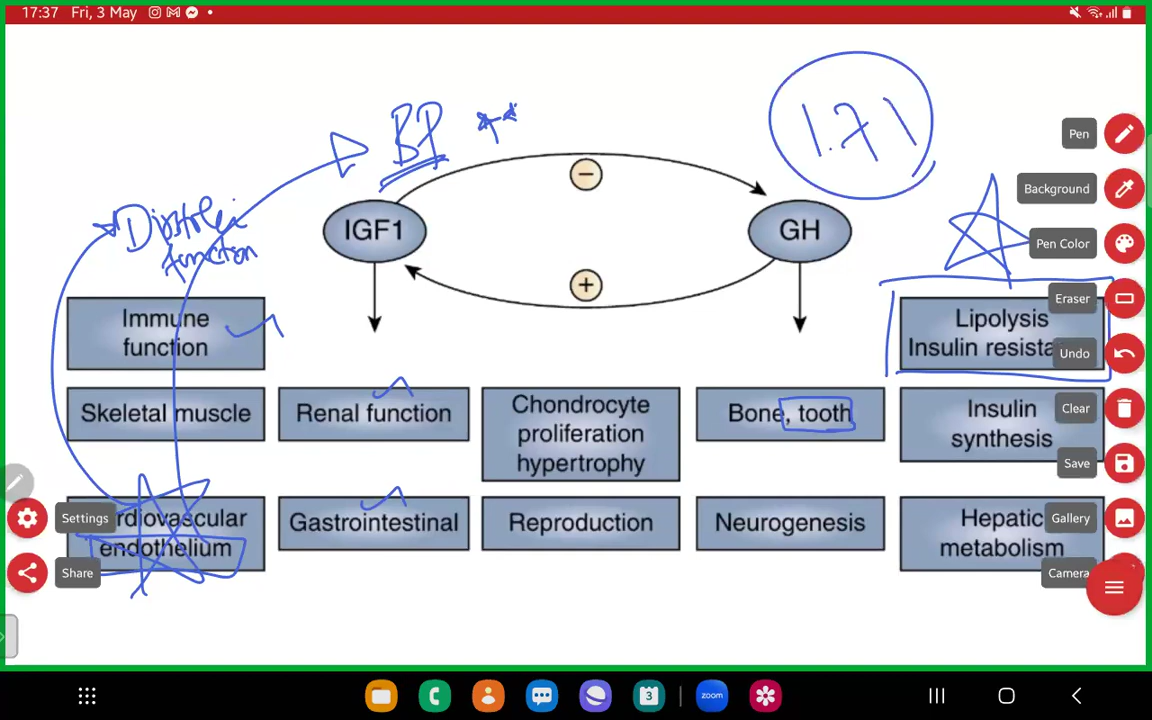 17:37 Fri, 3 May
BP **
1.71
Pen
Background
IGF1
−
GH
Diastolic
function
Pen Color
+
Eraser
Immune
function
Lipolysis
Insulin resista
Undo
Skeletal muscle
Renal function
Chondrocyte
proliferation
hypertrophy
Bone, tooth
Insulin
synthesis
Clear
Save
Settings
rdiovascular
endothelium
Gastrointestinal
Reproduction
Neurogenesis
Hepatic
metabolism
Gallery
Share
Camera
3
zoom